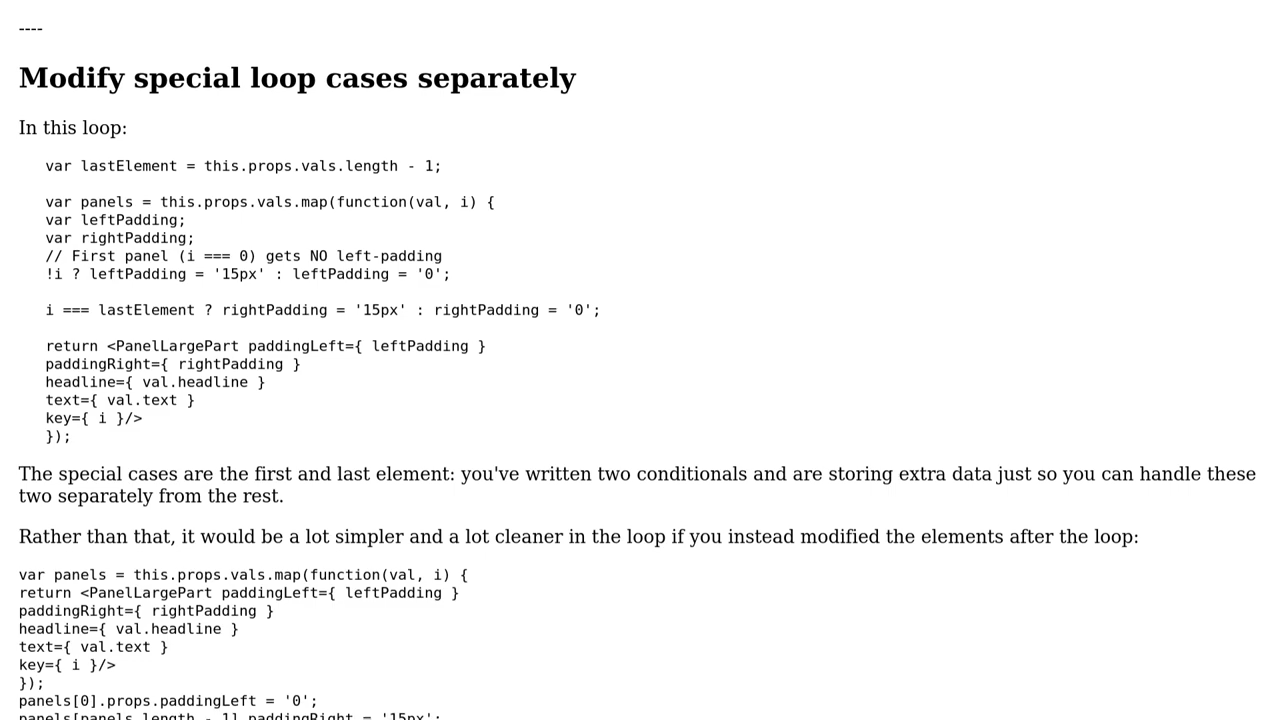 ----
Modify special loop cases separately
In this loop:
var lastElement = this.props.vals.length - 1;
var panels = this.props.vals.map(function(val, i) {
var leftPadding;
var rightPadding;
// First panel (i === 0) gets NO left-padding
!i ? leftPadding = '15px' : leftPadding = '0';
i === lastElement ? rightPadding = '15px' : rightPadding = '0';
return <PanelLargePart paddingLeft={ leftPadding }
paddingRight={ rightPadding }
headline={ val.headline }
text={ val.text }
key={ i }/>
});
The special cases are the first and last element: you've written two conditionals and are storing extra data just so you can handle these
two separately from the rest.
Rather than that, it would be a lot simpler and a lot cleaner in the loop if you instead modified the elements after the loop:
var panels = this.props.vals.map(function(val, i) {
return <PanelLargePart paddingLeft={ leftPadding }
paddingRight={ rightPadding }
headline={ val.headline }
text={ val.text }
key={ i }/>
});
panels[0].props.paddingLeft = '0';
panels[panels.length - 1].paddingRight = '15px';